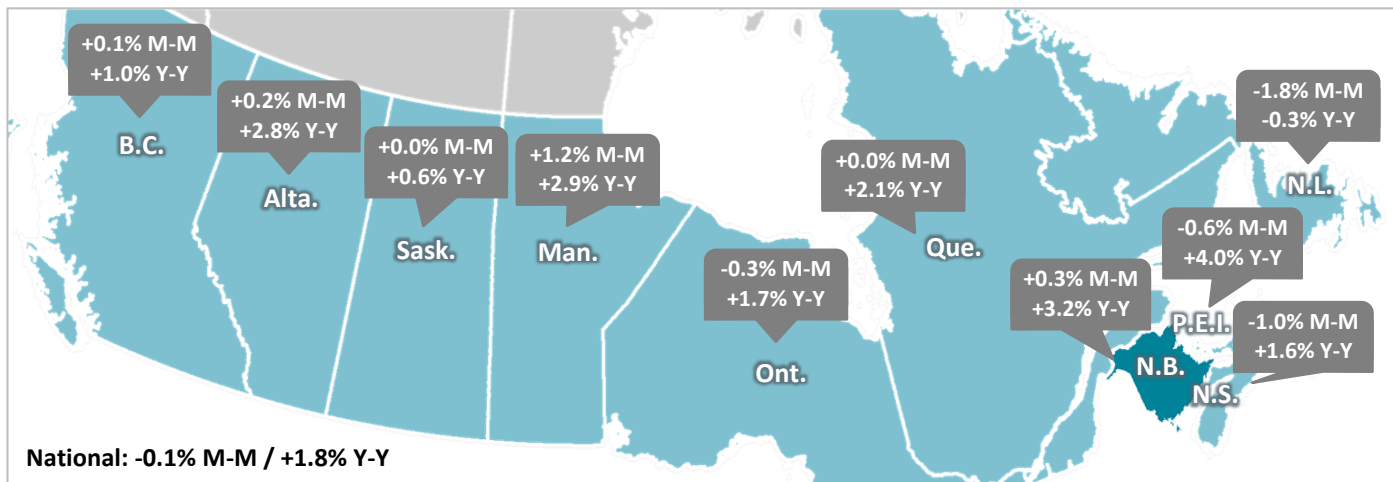 +0.1% M-M
+1.0% Y-Y
B.C.
+0.2% M-M
+2.8% Y-Y
Alta.
+0.0% M-M
+0.6% Y-Y
Sask.
+1.2% M-M
+2.9% Y-Y
Man.
-0.3% M-M
+1.7% Y-Y
Ont.
+0.0% M-M
+2.1% Y-Y
Que.
+0.3% M-M
+3.2% Y-Y
N.B.
-0.6% M-M
+4.0% Y-Y
P.E.I.
-1.0% M-M
+1.6% Y-Y
N.S.
-1.8% M-M
-0.3% Y-Y
N.L.
National: -0.1% M-M / +1.8% Y-Y